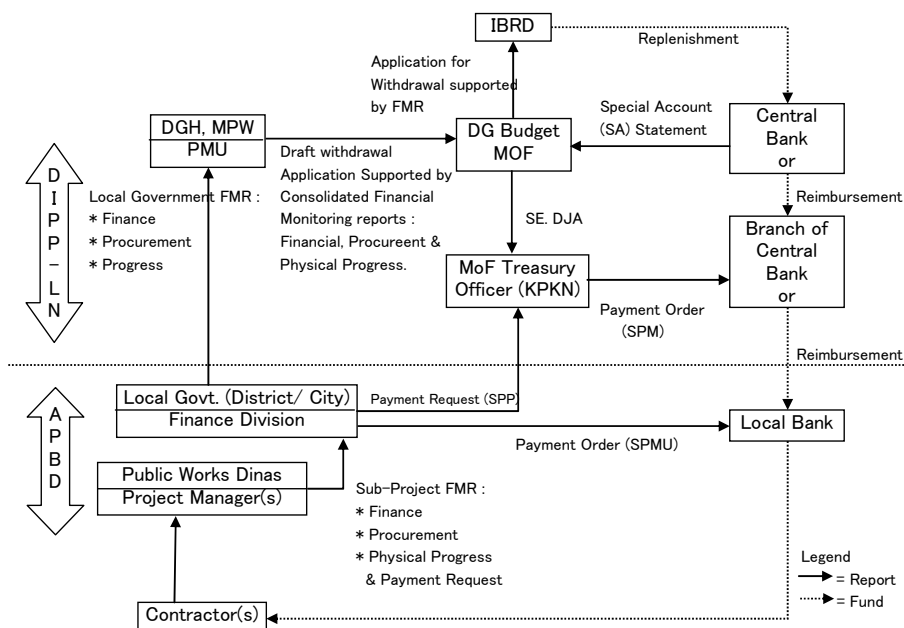 IBRD
Replenishment
Application for
Withdrawal supported
by FMR
Special Account
(SA) Statement
Central
Bank
or
DGH, MPW
PMU
DG Budget
MOF
Draft withdrawal
Application Supported by
Consolidated Financial
Monitoring reports :
Financial, Procureent &
Physical Progress.
DIPP-LN
Local Government FMR :
* Finance
* Procurement
* Progress
Reimbursement
SE. DJA
Branch of
Central
Bank
or
MoF Treasury
Officer (KPKN)
Payment Order
(SPM)
Reimbursement
APBD
Local Govt. (District/ City)
Finance Division
Payment Request (SPP)
Payment Order (SPMU)
Local Bank
Public Works Dinas
Project Manager(s)
Sub-Project FMR :
* Finance
* Procurement
* Physical Progress
& Payment Request
Contractor(s)
Legend
= Report
= Fund